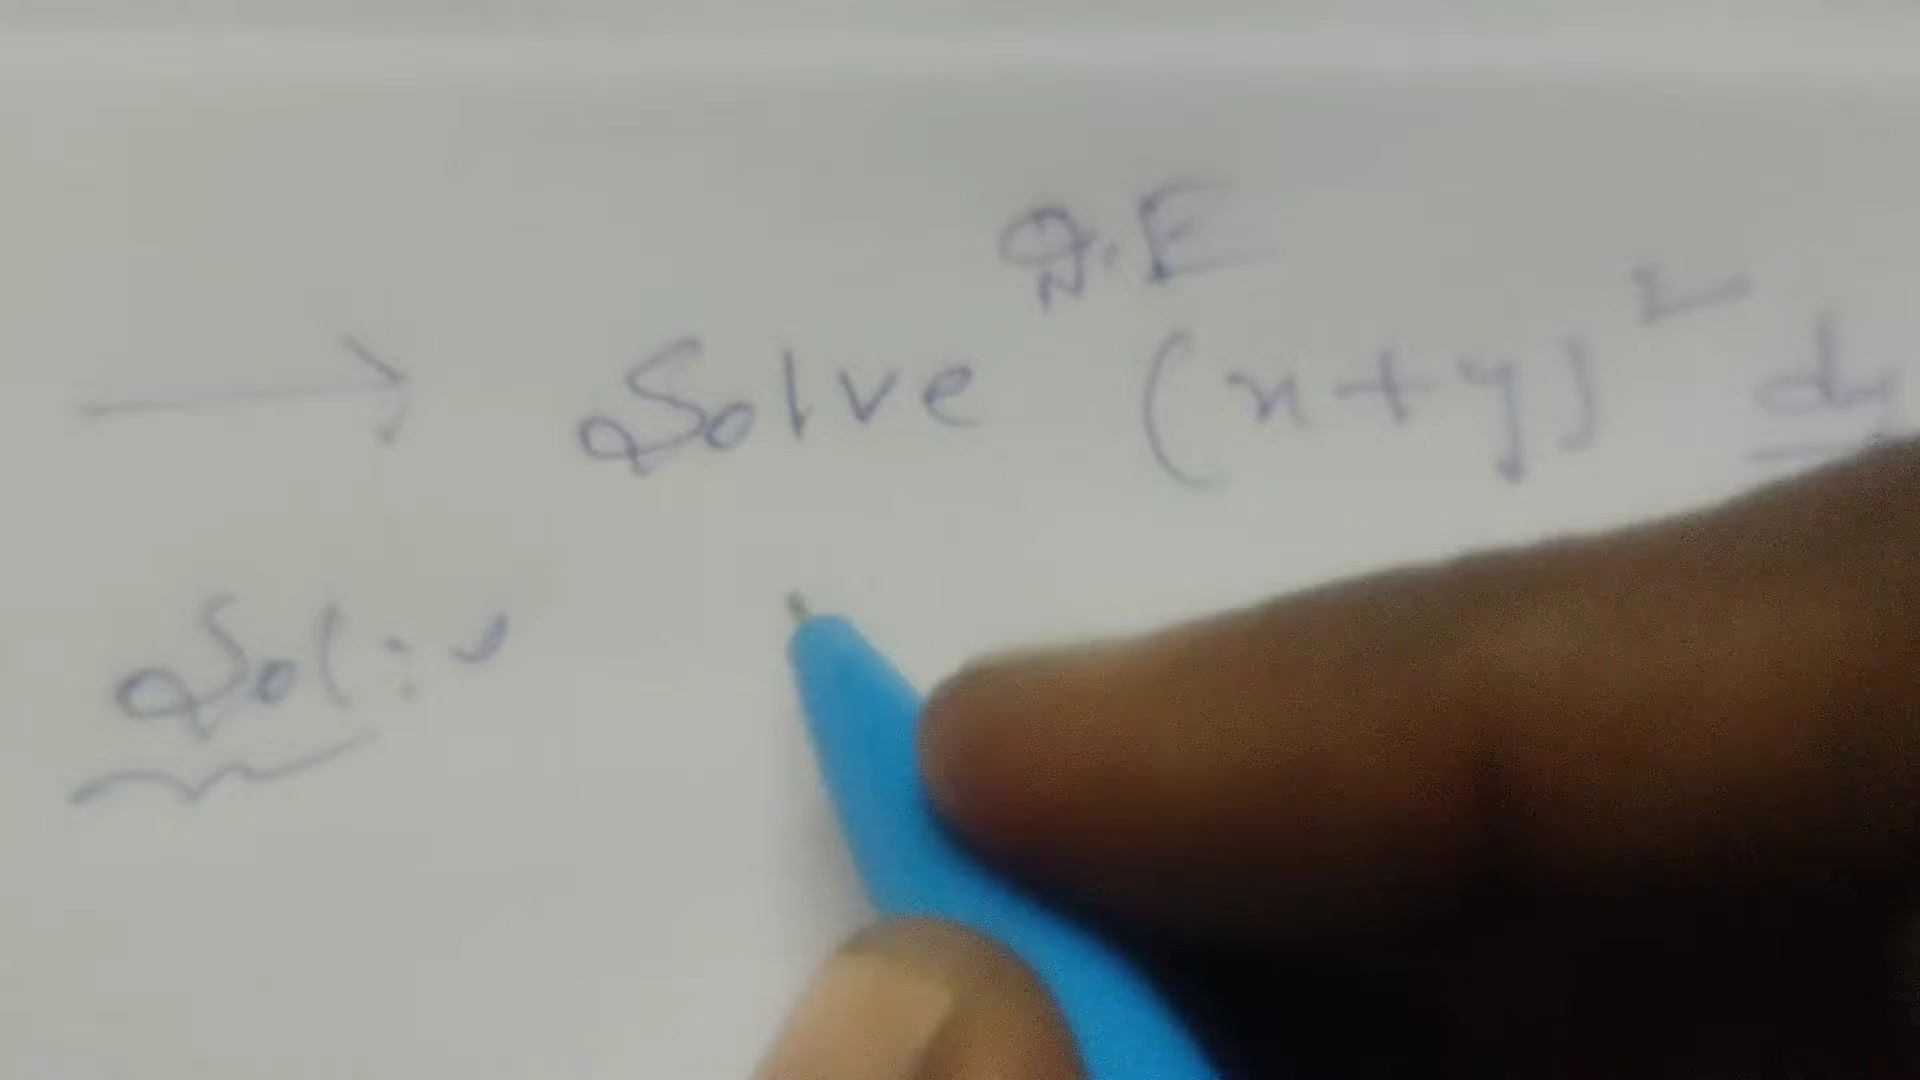 D.E
→ Solve (x+y)² dy
Sol:-